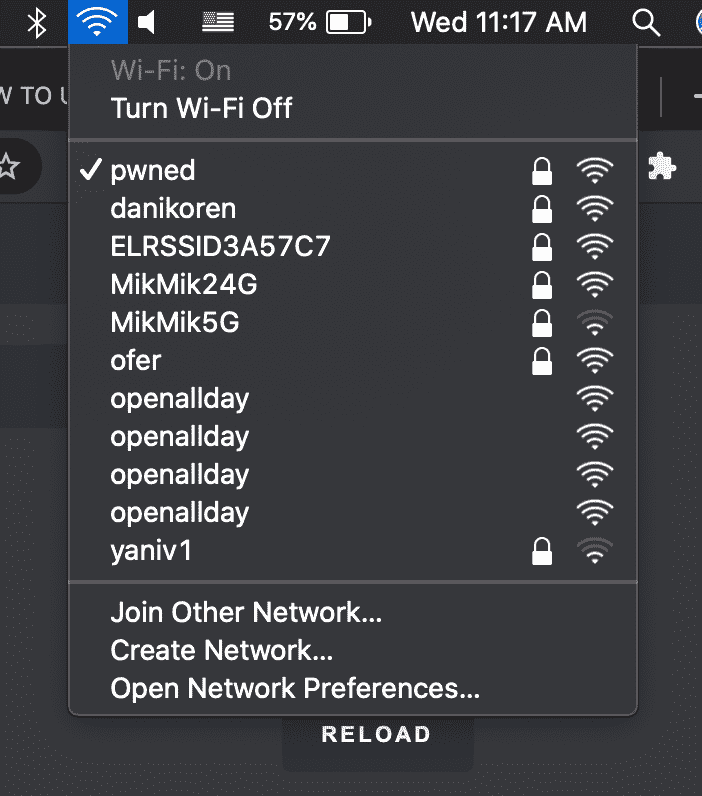 57% Wed 11:17 AM
Wi-Fi: On
W TO U
Turn Wi-Fi Off
pwned
danikoren
ELRSSID3A57C7
MikMik24G
MikMik5G
ofer
openallday
openallday
openallday
openallday
yaniv1
Join Other Network...
Create Network...
Open Network Preferences...
RELOAD